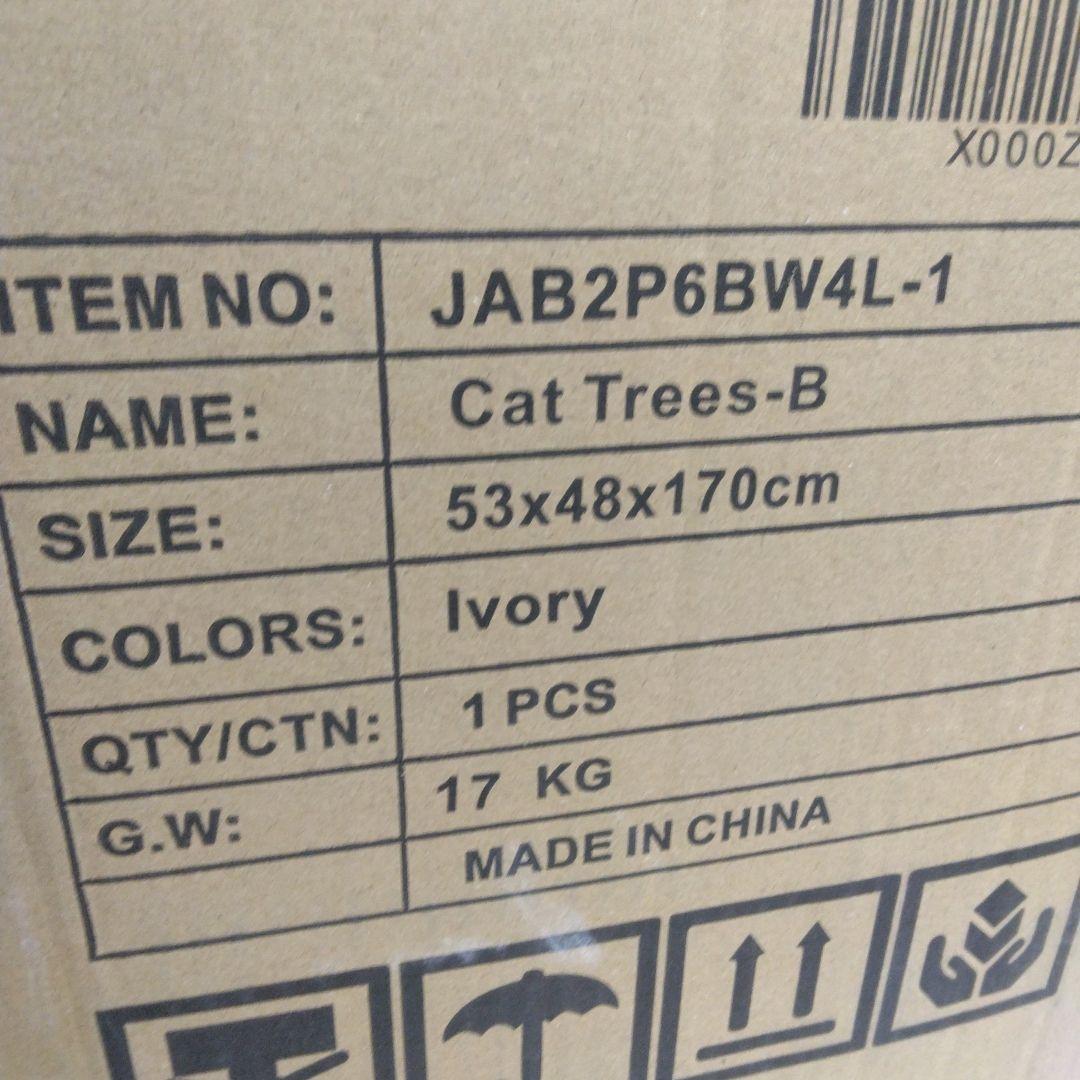 X000Z
ITEM NO: JAB2P6BW4L-1
NAME: Cat Trees-B
SIZE: 53x48x170cm
COLORS: Ivory
QTY/CTN: 1 PCS
G.W: 17 KG
MADE IN CHINA